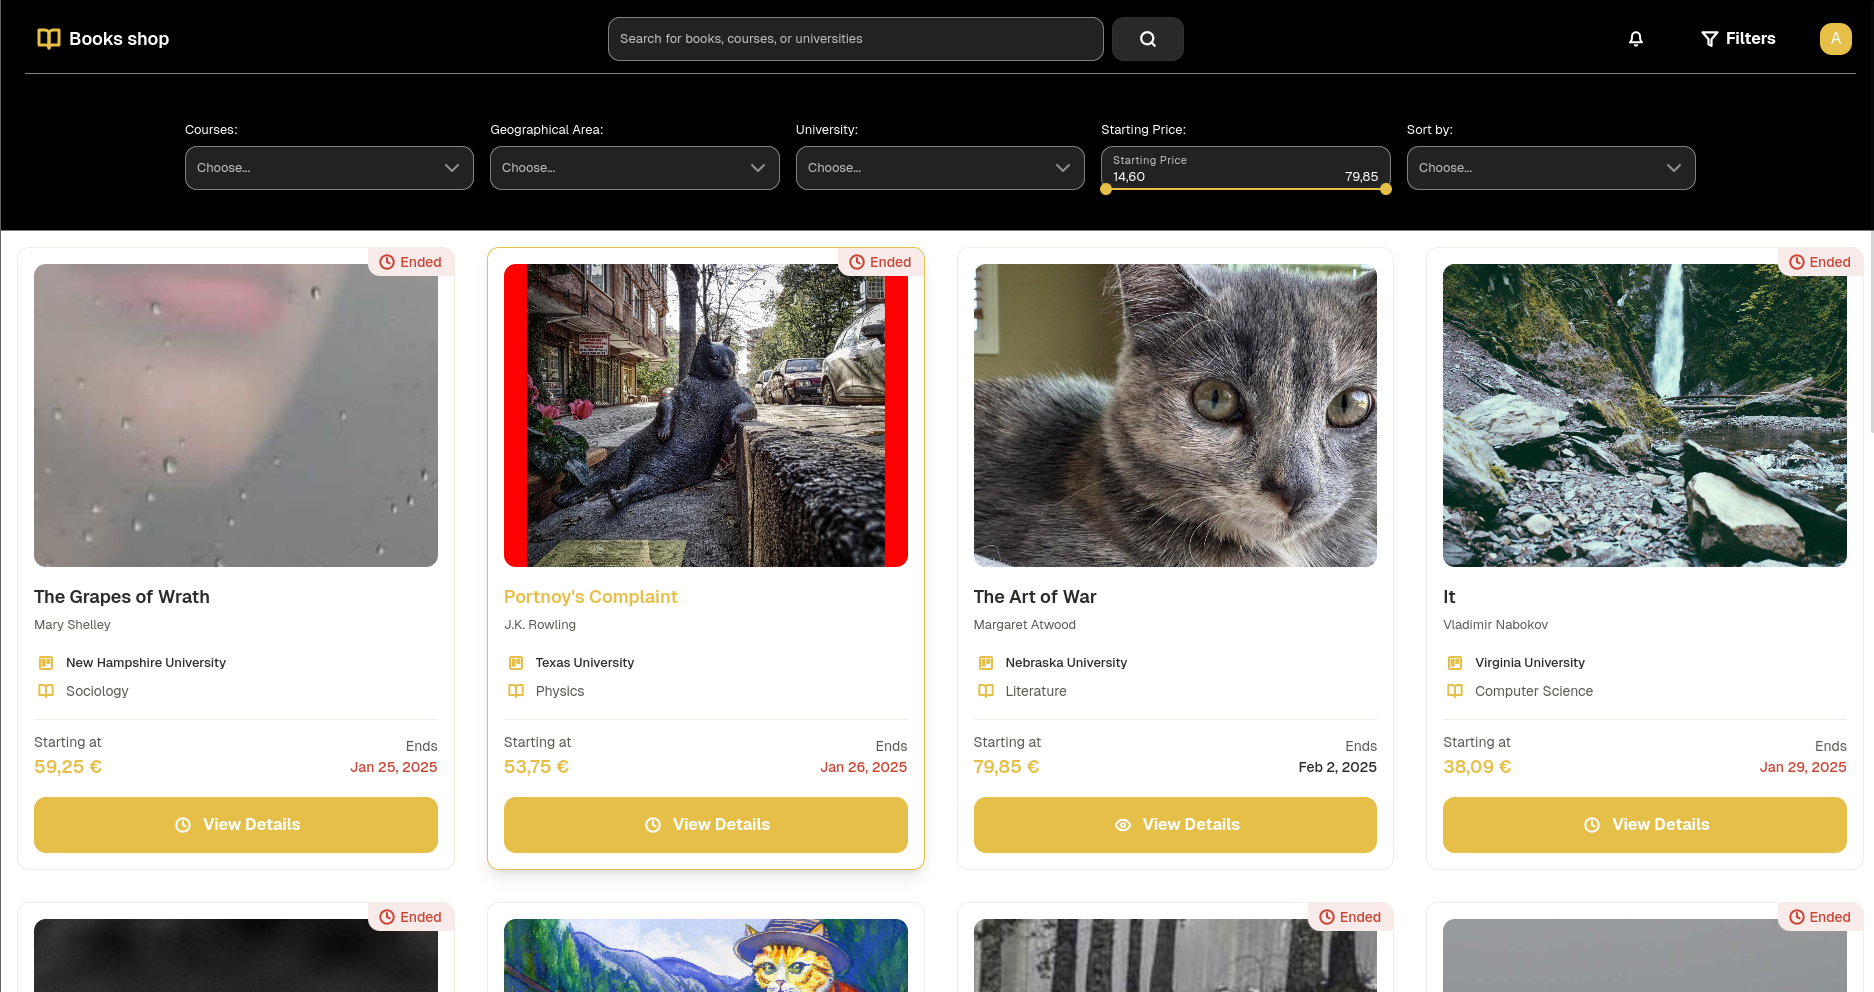 Books shop
Search for books, courses, or universities
Filters
A
Courses:
Geographical Area:
University:
Starting Price:
Sort by:
Choose...
Choose...
Choose...
Starting Price
14,60
79,85
Choose...
Ended
The Grapes of Wrath
Mary Shelley
New Hampshire University
Sociology
Starting at
Ends
59,25 €
Jan 25, 2025
View Details
Ended
Portnoy's Complaint
J.K. Rowling
Texas University
Physics
Starting at
Ends
53,75 €
Jan 26, 2025
View Details
The Art of War
Margaret Atwood
Nebraska University
Literature
Starting at
Ends
79,85 €
Feb 2, 2025
View Details
Ended
It
Vladimir Nabokov
Virginia University
Computer Science
Starting at
Ends
38,09 €
Jan 29, 2025
View Details
Ended
Ended
Ended